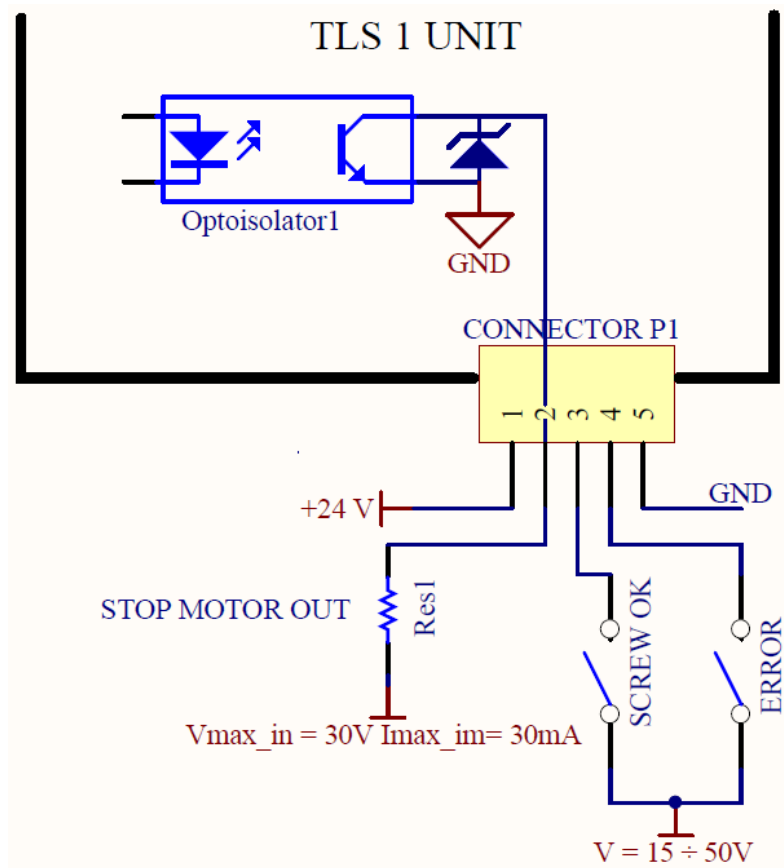 TLS 1 UNIT
Optoisolator1
GND
CONNECTOR P1
1 2 3 4 5
+24 V
GND
STOP MOTOR OUT
Res1
SCREW OK
ERROR
Vmax_in = 30V Imax_im= 30mA
V = 15 ÷ 50V